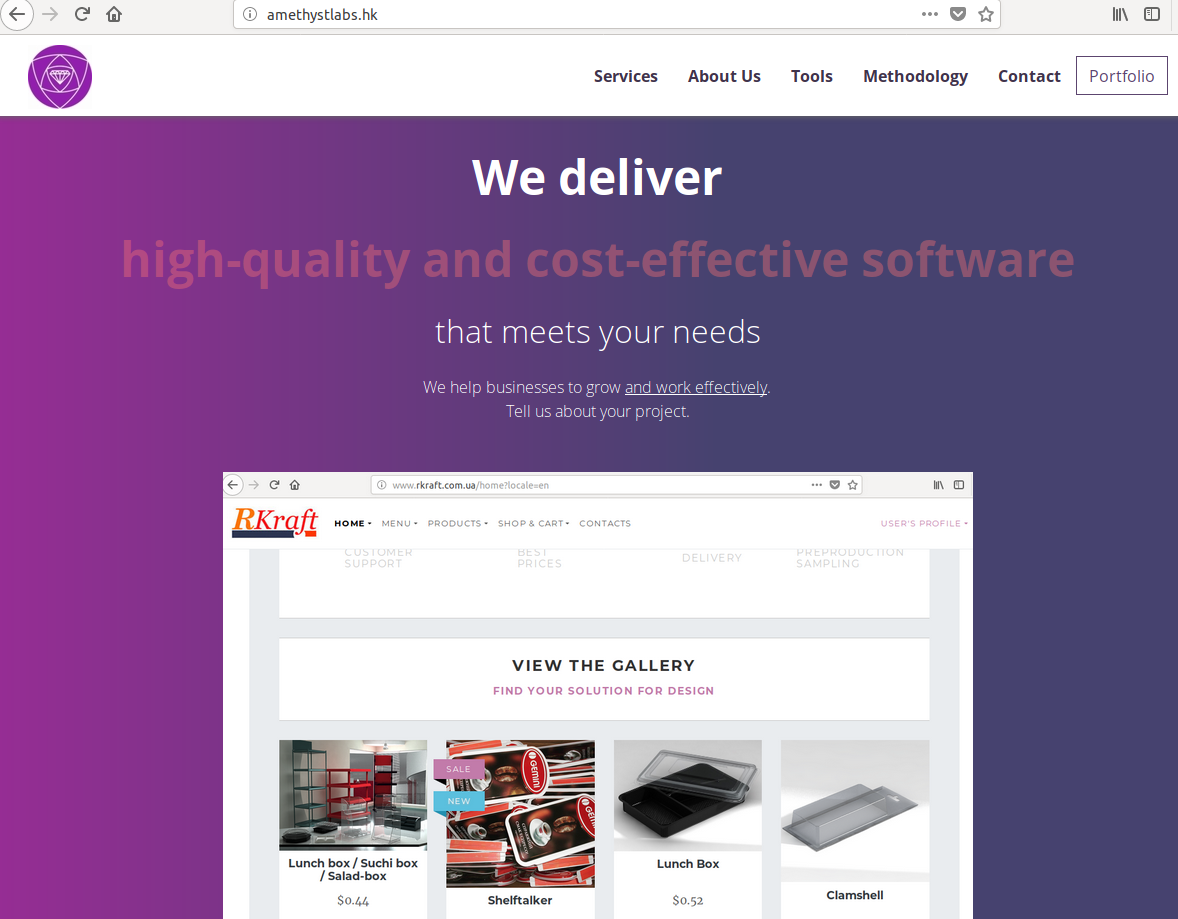 amethystlabs.hk
Services About Us Tools Methodology Contact Portfolio
We deliver
high-quality and cost-effective software
that meets your needs
We help businesses to grow and work effectively.
Tell us about your project.
www.rkraft.com.ua/home?locale=en
RKraft HOME MENU PRODUCTS SHOP & CART CONTACTS USER'S PROFILE
CUSTOMER SUPPORT
BEST PRICES
DELIVERY
PREPRODUCTION SAMPLING
VIEW THE GALLERY
FIND YOUR SOLUTION FOR DESIGN
SALE
NEW
GEMINI
GEMINI
Lunch box / Suchi box
/ Salad-box
$0.44
Shelftalker
Lunch Box
$0.52
Clamshell